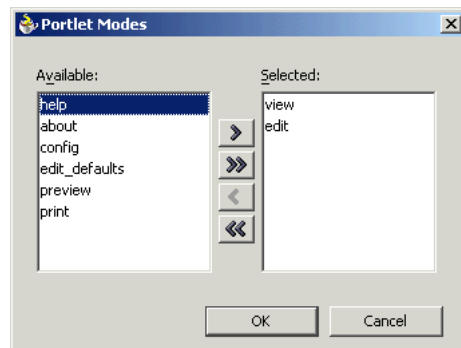 Portlet Modes
Available:
help
about
config
edit_defaults
preview
print
Selected:
view
edit
OK
Cancel